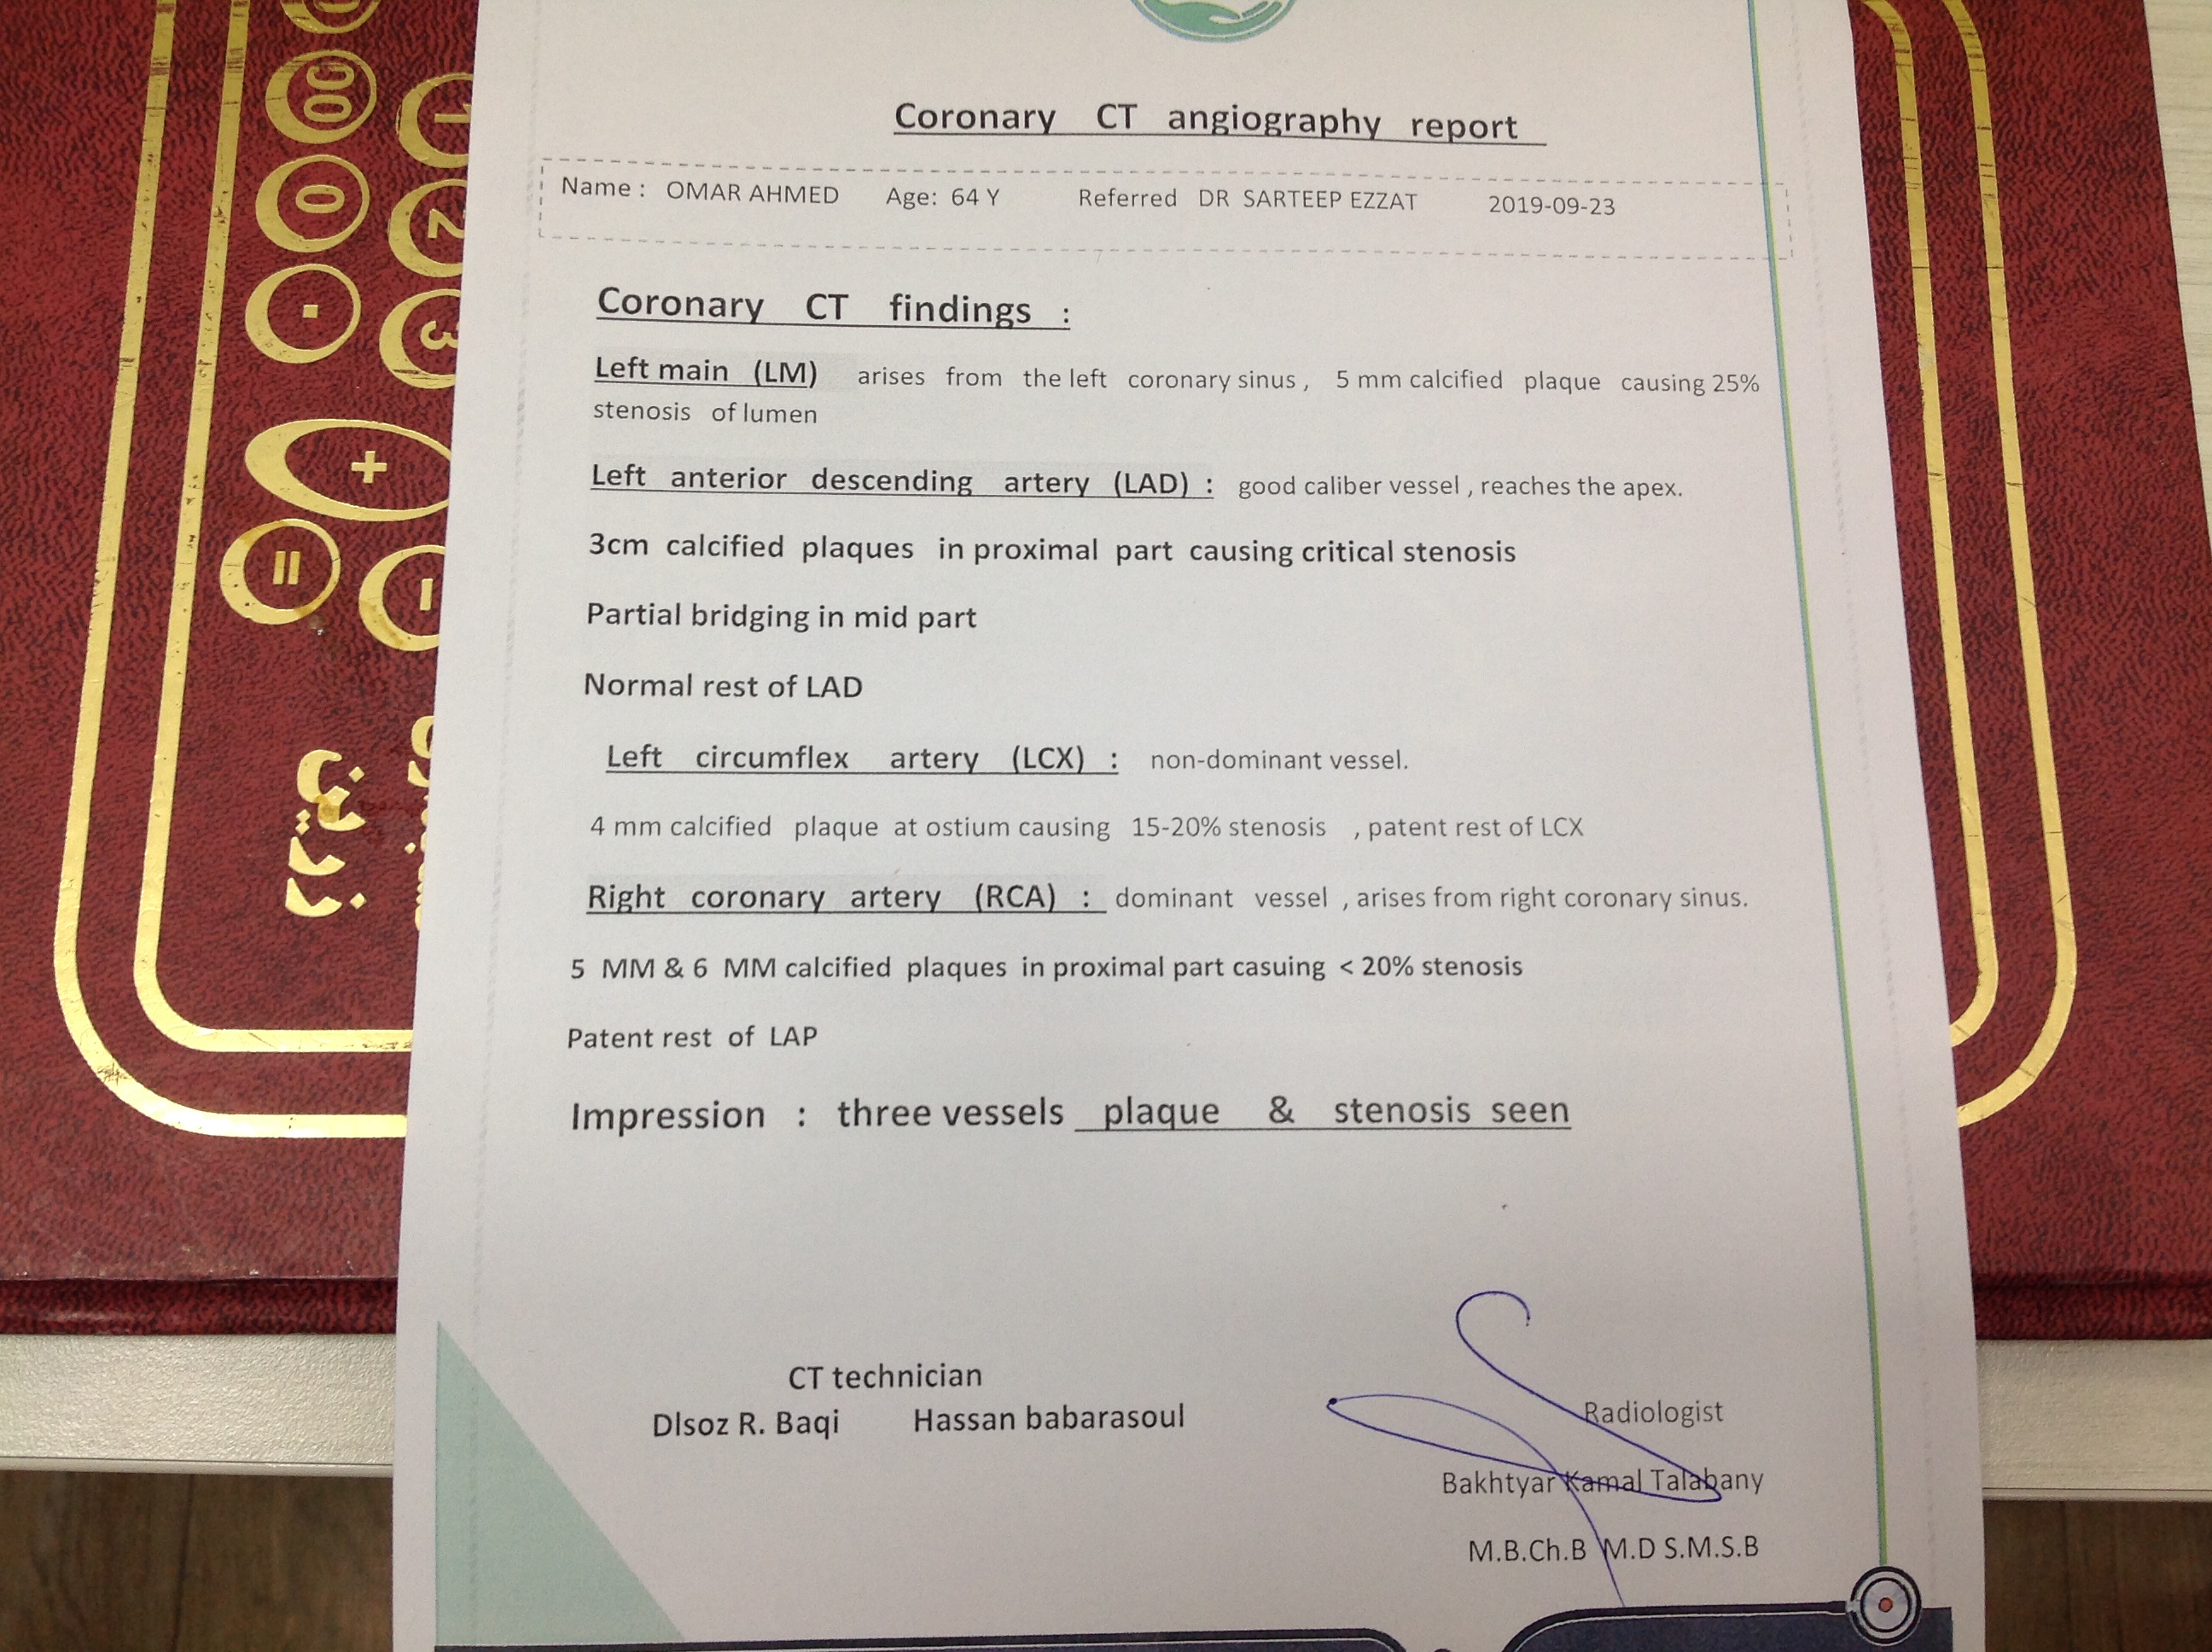 Coronary CT angiography report
Name : OMAR AHMED Age: 64 Y Referred DR SARTEEP EZZAT 2019-09-23
Coronary CT findings :
Left main (LM) arises from the left coronary sinus , 5 mm calcified plaque causing 25%
stenosis of lumen
Left anterior descending artery (LAD) : good caliber vessel , reaches the apex.
3cm calcified plaques in proximal part causing critical stenosis
Partial bridging in mid part
Normal rest of LAD
Left circumflex artery (LCX) : non-dominant vessel.
4 mm calcified plaque at ostium causing 15-20% stenosis , patent rest of LCX
Right coronary artery (RCA) : dominant vessel , arises from right coronary sinus.
5 MM & 6 MM calcified plaques in proximal part casuing < 20% stenosis
Patent rest of LAP
Impression : three vessels plaque & stenosis seen
CT technician
Dlsoz R. Baqi Hassan babarasoul
Radiologist
Bakhtyar Kamal Talabany
M.B.Ch.B M.D S.M.S.B
00
0
2
.
3
+
=
-
زرین